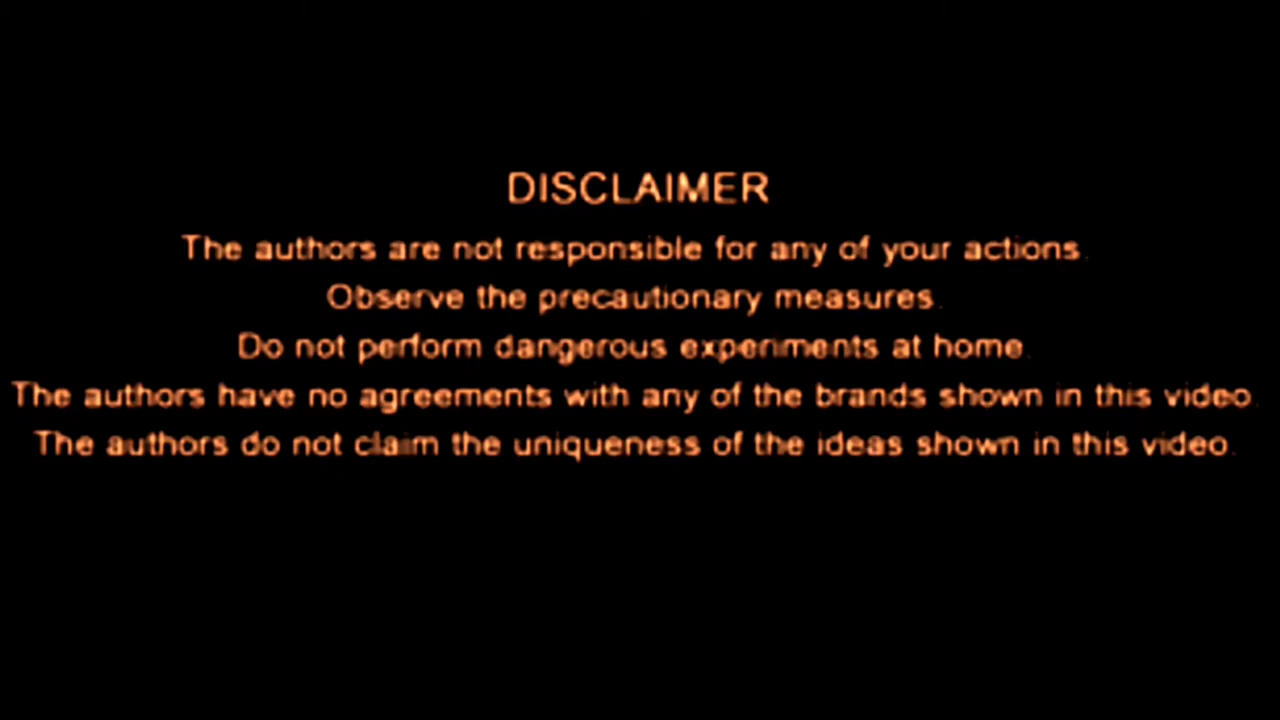 DISCLAIMER
The authors are not responsible for any of your actions.
Observe the precautionary measures.
Do not perform dangerous experiments at home.
The authors have no agreements with any of the brands shown in this video.
The authors do not claim the uniqueness of the ideas shown in this video.